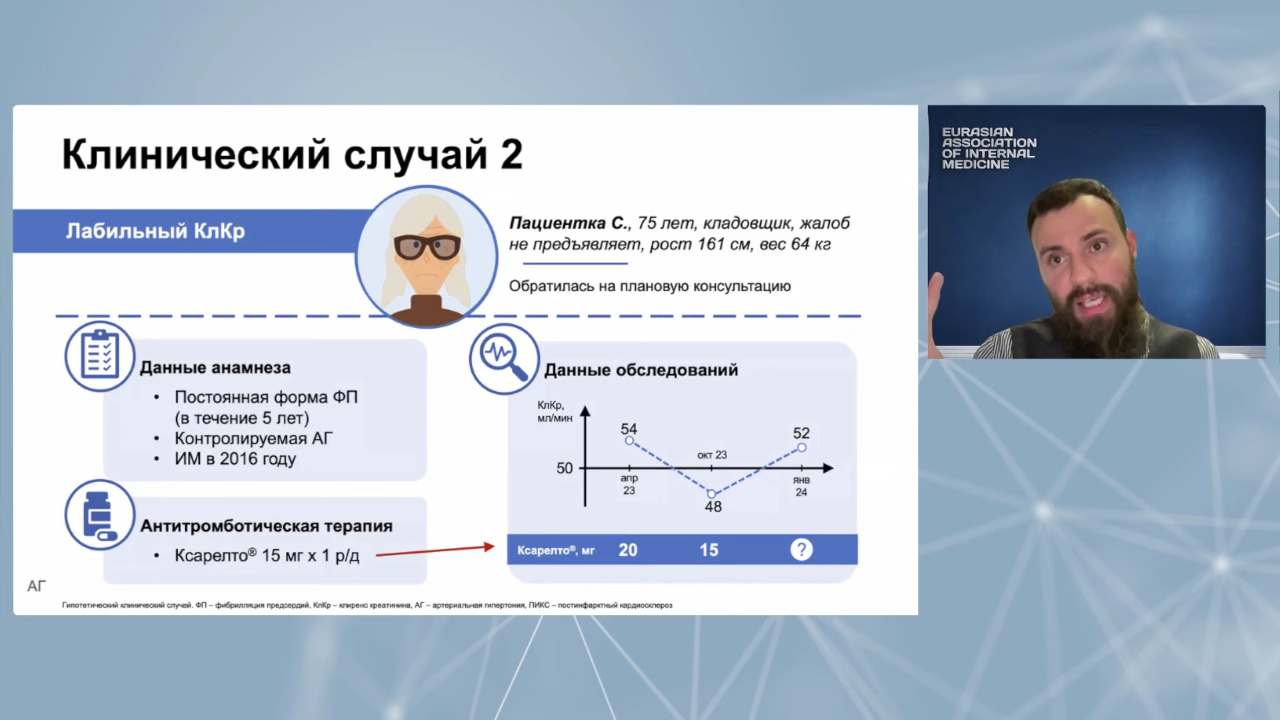 Клинический случай 2
Лабильный КлКр
Пациентка С., 75 лет, кладовщик, жалоб
не предъявляет, рост 161 см, вес 64 кг
Обратилась на плановую консультацию
Данные анамнеза
• Постоянная форма ФП
(в течение 5 лет)
• Контролируемая АГ
• ИМ в 2016 году
Антитромботическая терапия
• Ксарелто® 15 мг х 1 р/д
Данные обследований
КлКр,
мл/мин
54
52
окт 23
50
апр
23
янв
24
48
Ксарелто®, мг 20 15 ?
АГ
Гипотетический клинический случай. ФП – фибрилляция предсердий, КлКр – клиренс креатинина, АГ – артериальная гипертония, ПИКС – постинфарктный кардиосклероз
EURASIAN
ASSOCIATION
OF INTERNAL
MEDICINE